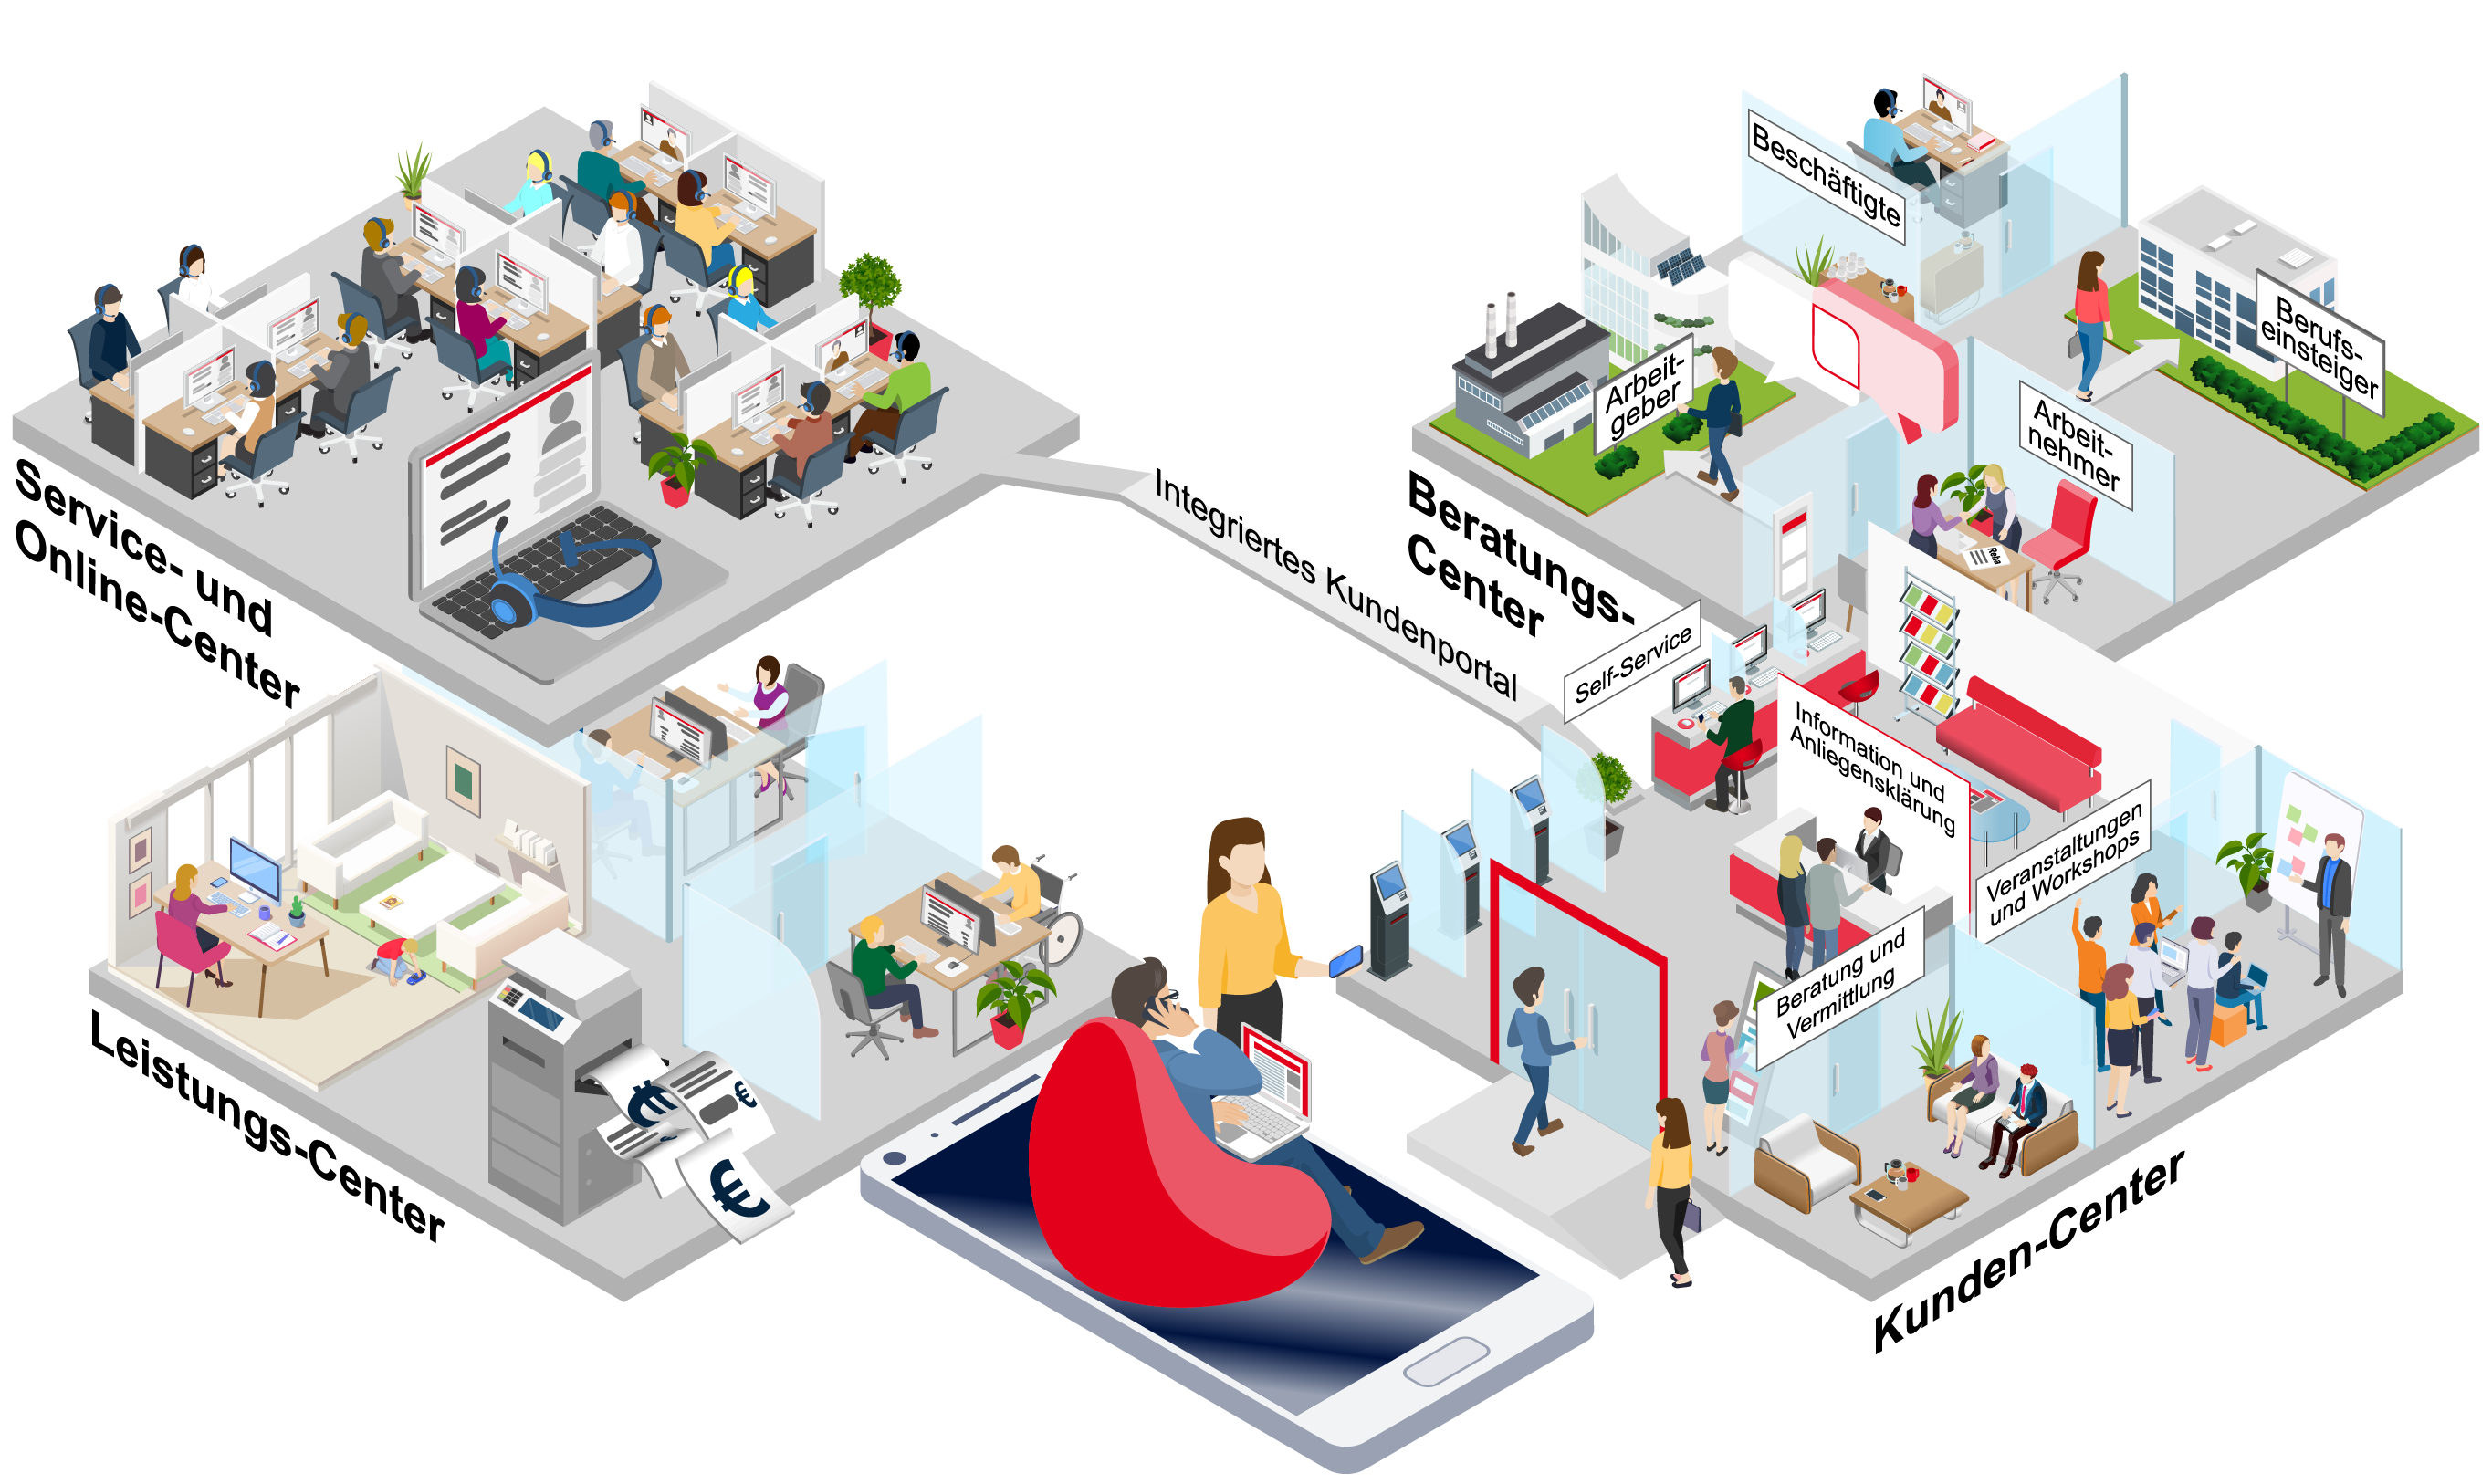 Service- und
Online-Center
Integriertes Kundenportal
Beratungs-
Center
Beschäftigte
Arbeit-
geber
Arbeit-
nehmer
Berufs-
einsteiger
Reha
Self-Service
Information und
Anliegensklärung
Veranstaltungen
und Workshops
Beratung und
Vermittlung
Kunden-Center
Leistungs-Center
€
€
€